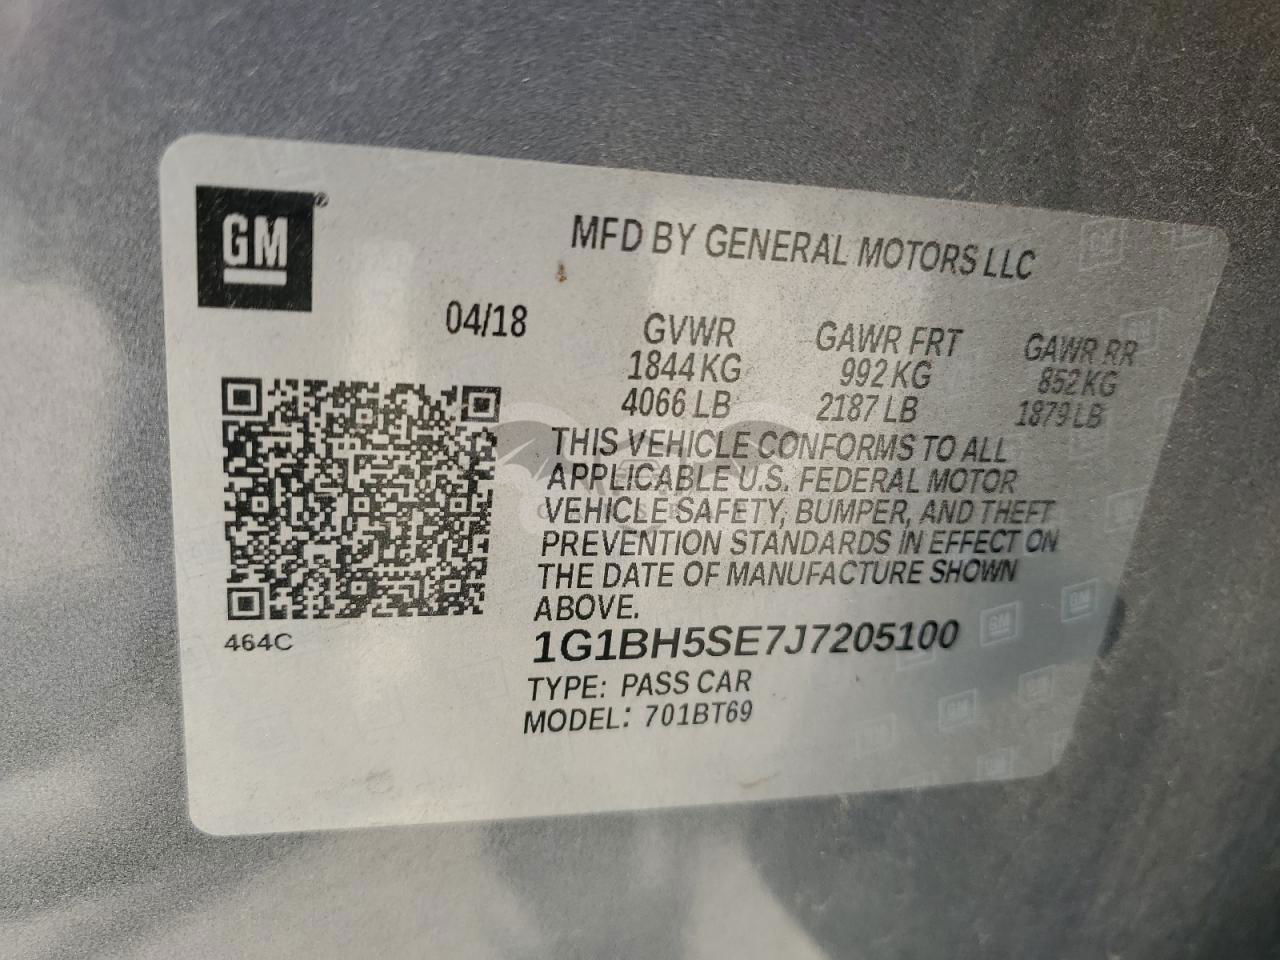 GM®
MFD BY GENERAL MOTORS LLC
04/18
GVWR GAWR FRT GAWR RR
1844 KG 992 KG 852 KG
4066 LB 2187 LB 1879 LB
THIS VEHICLE CONFORMS TO ALL
APPLICABLE U.S. FEDERAL MOTOR
VEHICLE SAFETY, BUMPER, AND THEFT
PREVENTION STANDARDS IN EFFECT ON
THE DATE OF MANUFACTURE SHOWN
ABOVE.
464C
1G1BH5SE7J7205100
TYPE: PASS CAR
MODEL: 701BT69